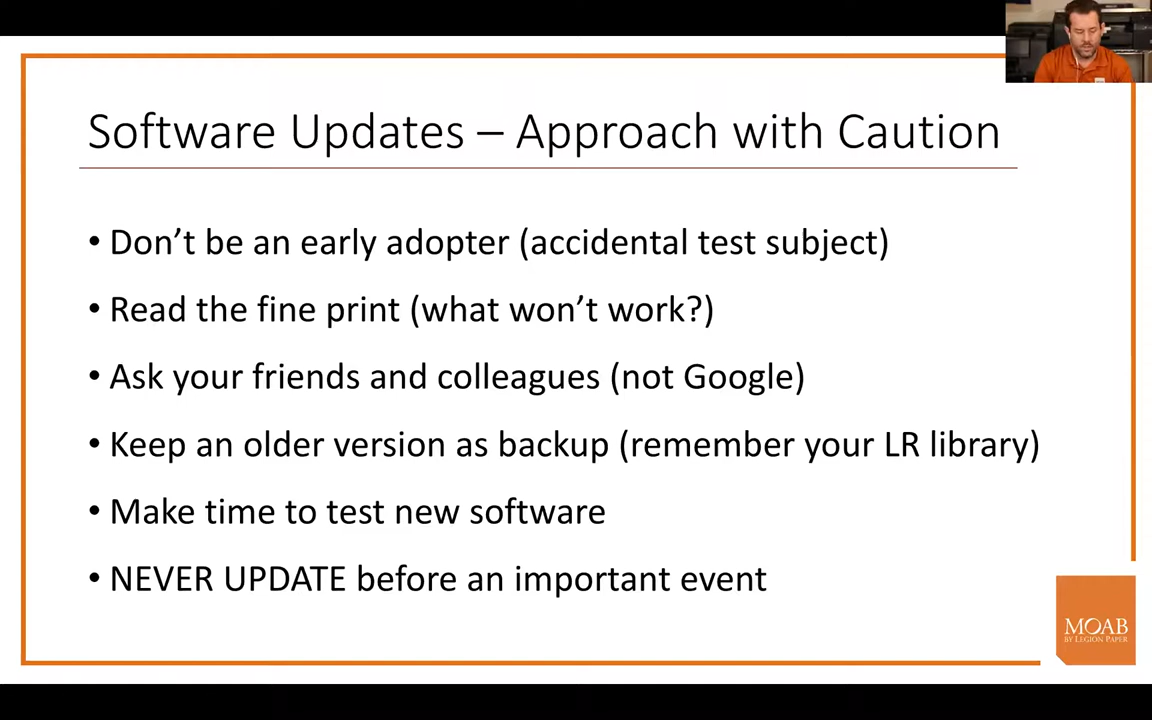 Software Updates – Approach with Caution
• Don’t be an early adopter (accidental test subject)
• Read the fine print (what won’t work?)
• Ask your friends and colleagues (not Google)
• Keep an older version as backup (remember your LR library)
• Make time to test new software
• NEVER UPDATE before an important event
MOAB
BY LEGION PAPER